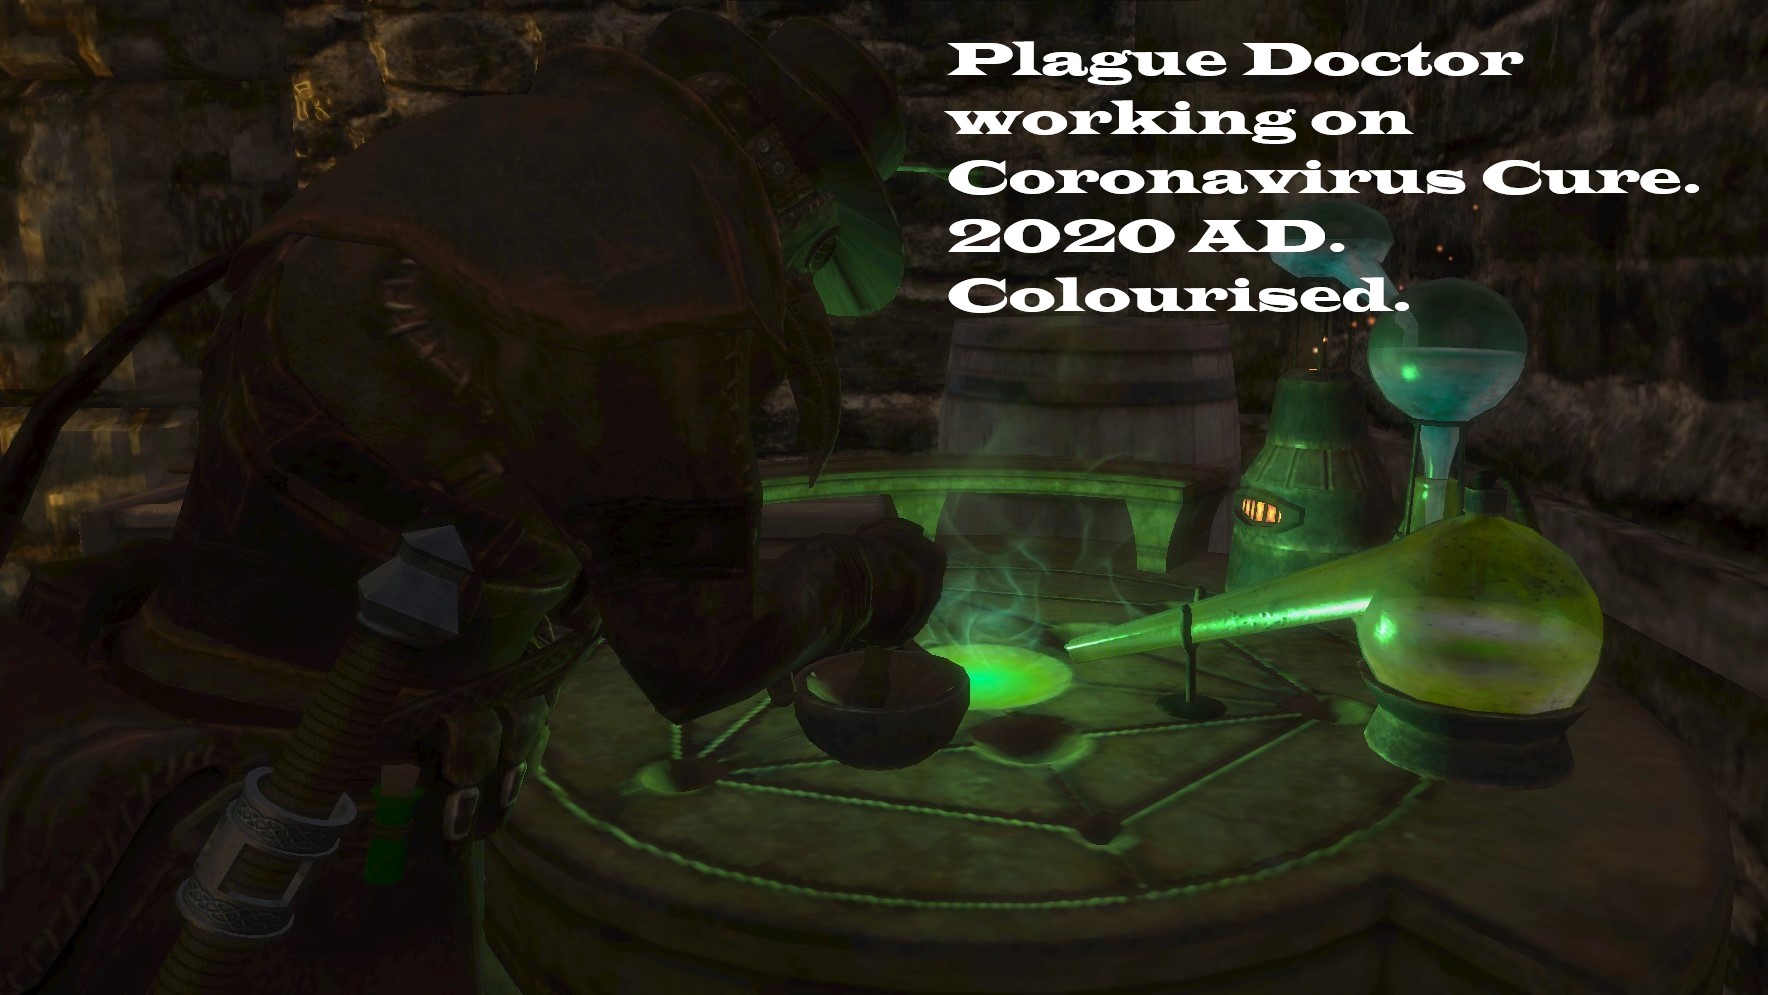 Plague Doctor
working on
Coronavirus Cure.
2020 AD.
Colourised.